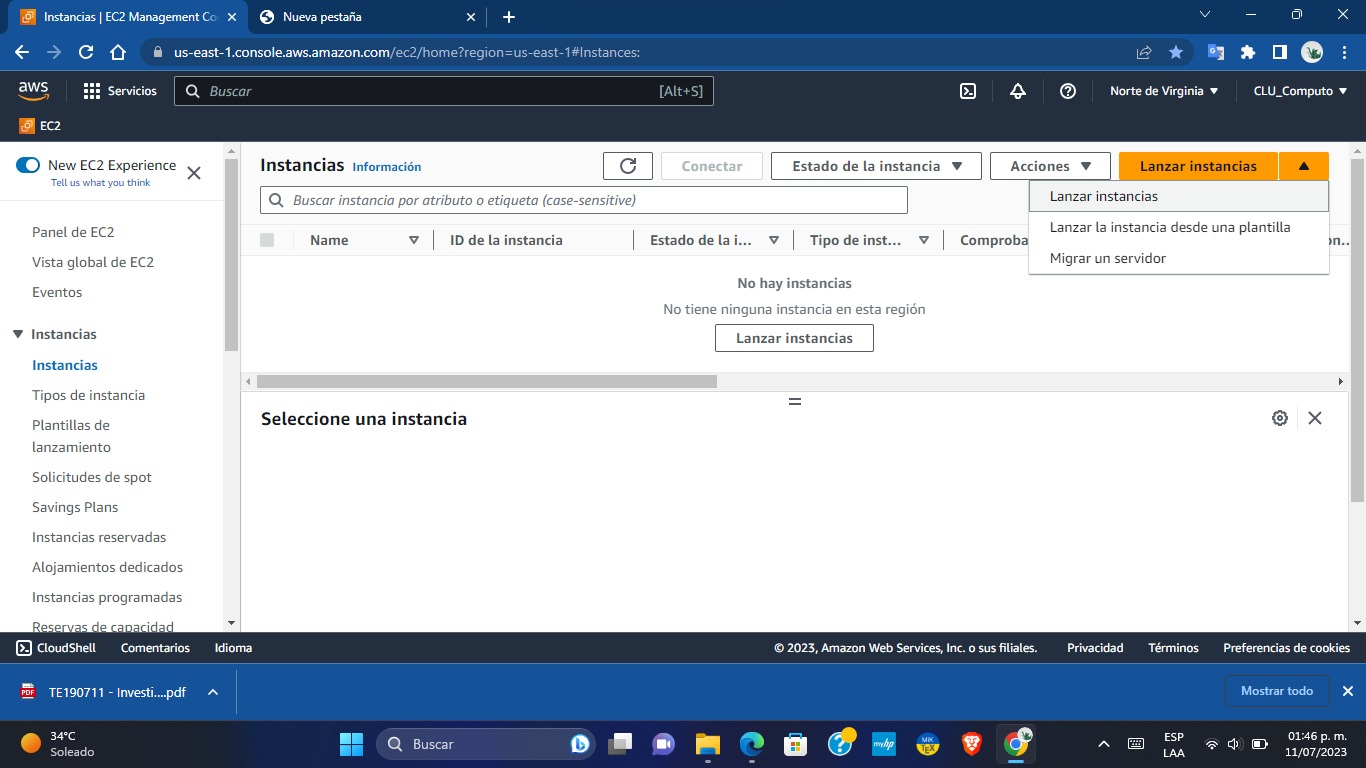 Instancias | EC2 Management Co
Nueva pestaña
us-east-1.console.aws.amazon.com/ec2/home?region=us-east-1#Instances:
aws
Servicios
Buscar
[Alt+S]
Norte de Virginia
CLU_Computo
EC2
New EC2 Experience
Tell us what you think
Panel de EC2
Vista global de EC2
Eventos
Instancias
Instancias
Tipos de instancia
Plantillas de
lanzamiento
Solicitudes de spot
Savings Plans
Instancias reservadas
Alojamientos dedicados
Instancias programadas
Reservas de capacidad
Instancias
Información
Conectar
Estado de la instancia
Acciones
Lanzar instancias
Lanzar instancias
Lanzar la instancia desde una plantilla
Migrar un servidor
Buscar instancia por atributo o etiqueta (case-sensitive)
Name
ID de la instancia
Estado de la i...
Tipo de inst...
Comproba
on...
No hay instancias
No tiene ninguna instancia en esta región
Lanzar instancias
Seleccione una instancia
CloudShell
Comentarios
Idioma
© 2023, Amazon Web Services, Inc. o sus filiales.
Privacidad
Términos
Preferencias de cookies
PDF
TE190711 - Investi....pdf
Mostrar todo
34°C
Soleado
Buscar
myhp
MiK
TEX
ESP
LAA
01:46 p. m.
11/07/2023